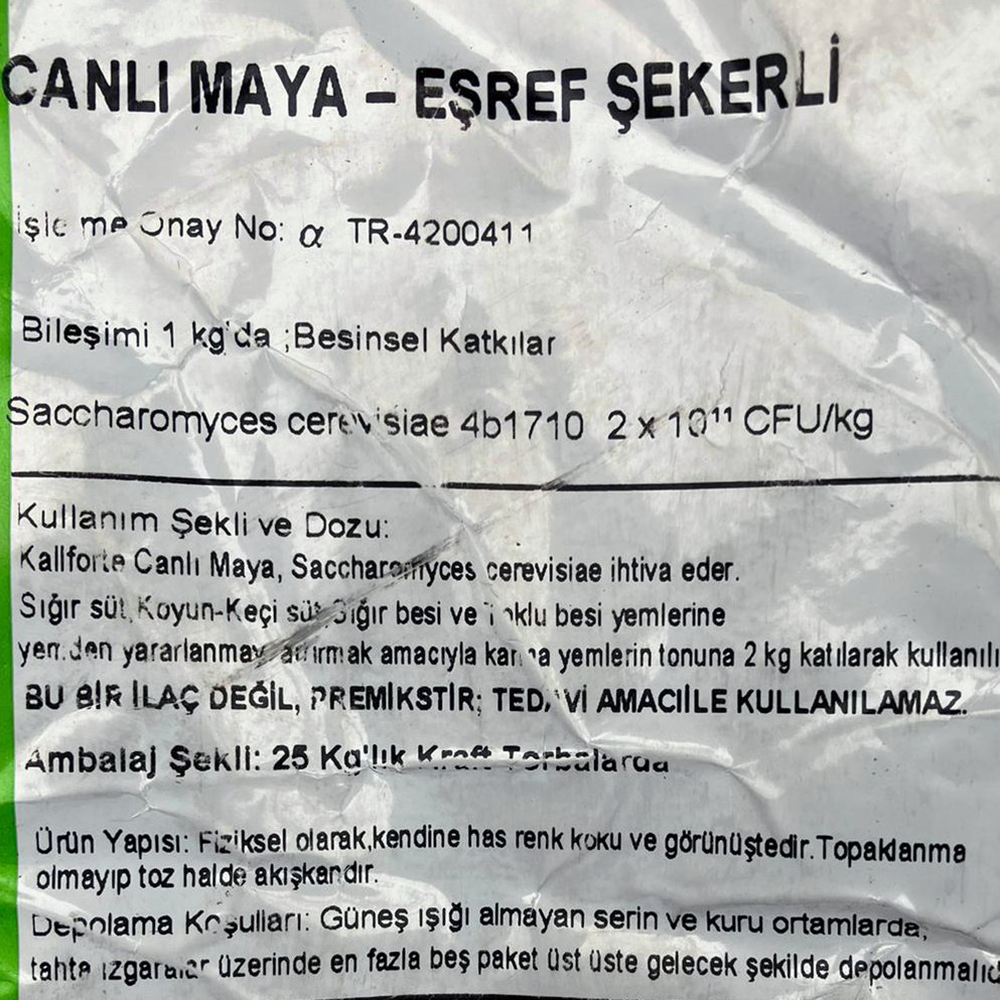 CANLI MAYA – EŞREF ŞEKERLİ
İşleme Onay No: α TR-4200411
Bileşimi 1 kg'da ;Besinsel Katkılar
Saccharomyces cerevisiae 4b1710 2 x 10¹¹ CFU/kg
Kullanım Şekli ve Dozu:
Kallforte Canlı Maya, Saccharomyces cerevisiae ihtiva eder.
Sığır süt, Koyun-Keçi süt, Sığır besi ve Toklu besi yemlerine
yemden yararlanmayı artırmak amacıyla karma yemlerin tonuna 2 kg katılarak kullanılı
BU BİR İLAÇ DEĞİL, PREMİKSTİR; TEDAVİ AMACIİLE KULLANILAMAZ.
Ambalaj Şekli: 25 Kg'lık Kraft Torbalarda
Ürün Yapısı: Fiziksel olarak,kendine has renk koku ve görünüştedir.Topaklanma
olmayıp toz halde akışkandır.
Depolama Koşulları: Güneş ışığı almayan serin ve kuru ortamlarda,
tahta ızgaralar üzerinde en fazla beş paket üst üste gelecek şekilde depolanmalıd